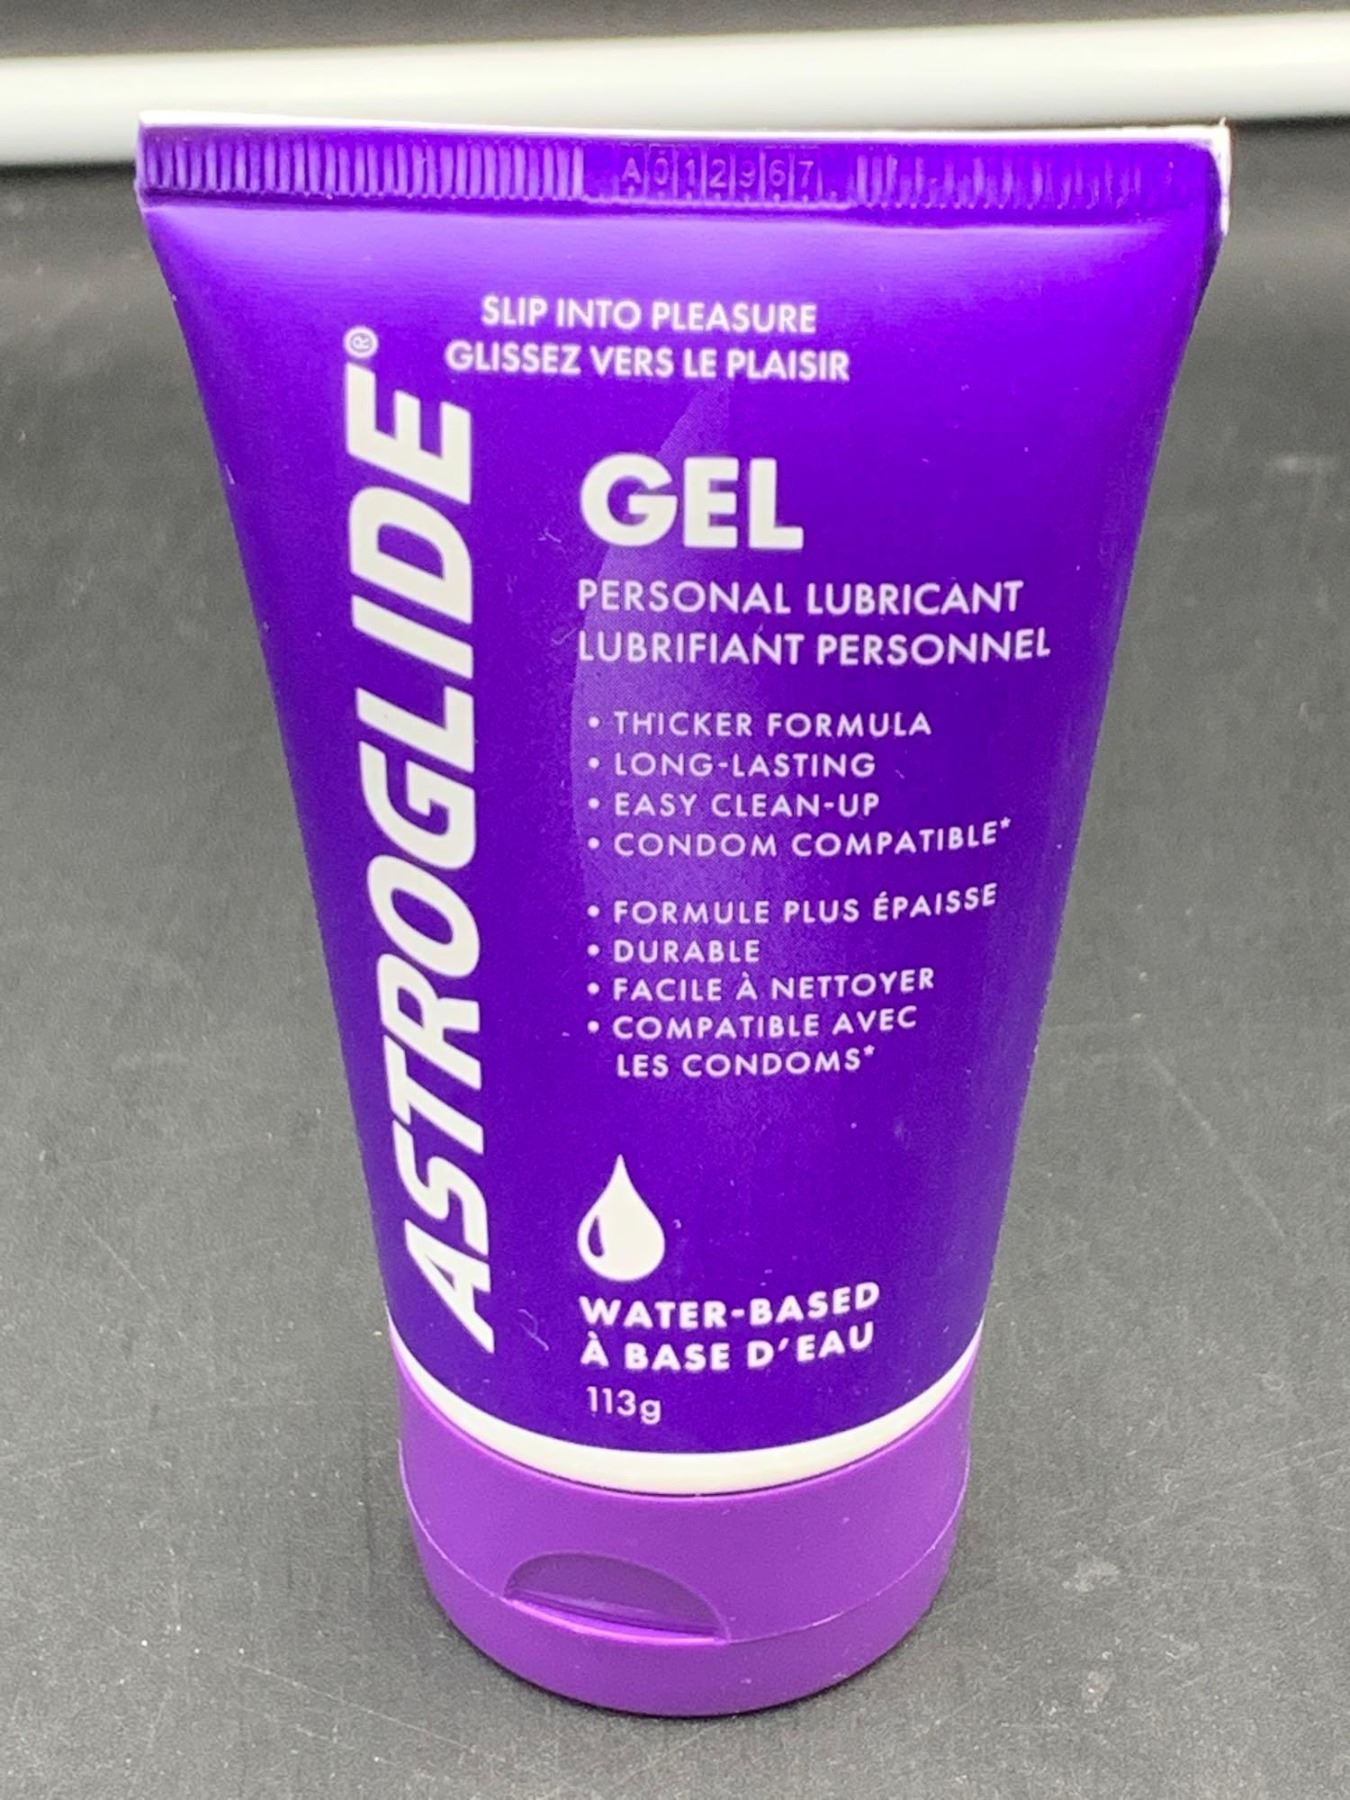 A012967
SLIP INTO PLEASURE
GLISSEZ VERS LE PLAISIR
ASTROGLIDE®
GEL
PERSONAL LUBRICANT
LUBRIFIANT PERSONNEL
• THICKER FORMULA
• LONG-LASTING
• EASY CLEAN-UP
• CONDOM COMPATIBLE*
• FORMULE PLUS ÉPAISSE
• DURABLE
• FACILE À NETTOYER
• COMPATIBLE AVEC
LES CONDOMS*
WATER-BASED
À BASE D'EAU
113g